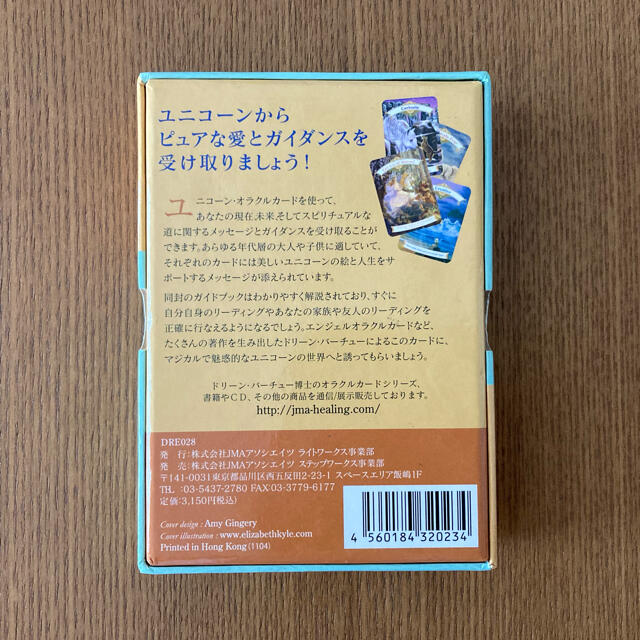 ユニコーンから
ピュアな愛とガイダンスを
受け取りましょう!
ユニコーン・オラクルカードを使って、
あなたの現在、未来、そしてスピリチュアルな
道に関するメッセージとガイダンスを受け取ることが
できます。あらゆる年代層の大人や子供に適していて、
それぞれのカードには美しいユニコーンの絵と人生をサ
ポートするメッセージが添えられています。
同封のガイドブックはわかりやすく解説されており、すぐに
自分自身のリーディングやあなたの家族や友人のリーディングを
正確に行なえるようになるでしょう。エンジェルオラクルカードなど、
たくさんの著作を生み出したドリーン・バーチューによるこのカードに、
マジカルで魅惑的なユニコーンの世界へと誘ってもらいましょう。
ドリーン・バーチュー博士のオラクルカードシリーズ、
書籍やCD、その他の商品を通信/展示販売しております。
http://jma-healing.com/
DRE028
発 行:株式会社JMAアソシエイツ ライトワークス事業部
発 売:株式会社JMAアソシエイツ ステップワークス事業部
〒141-0031東京都品川区西五反田2-23-1 スペースエリア飯嶋1F
TEL :03-5437-2780 FAX:03-3779-6177
定価:3,150円(税込)
Cover design : Amy Gingery
Cover illustration : www.elizabethkyle.com
Printed in Hong Kong (1104)
4 560184 320234